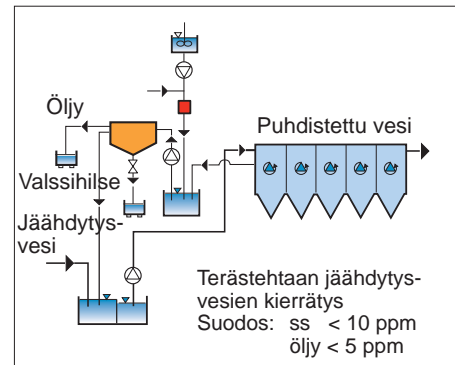 Öljy
Puhdistettu vesi
Valssihilse
Jäähdytys-
vesi
Terästehtaan jäähdytys-
vesien kierrätys
Suodos: ss < 10 ppm
öljy < 5 ppm